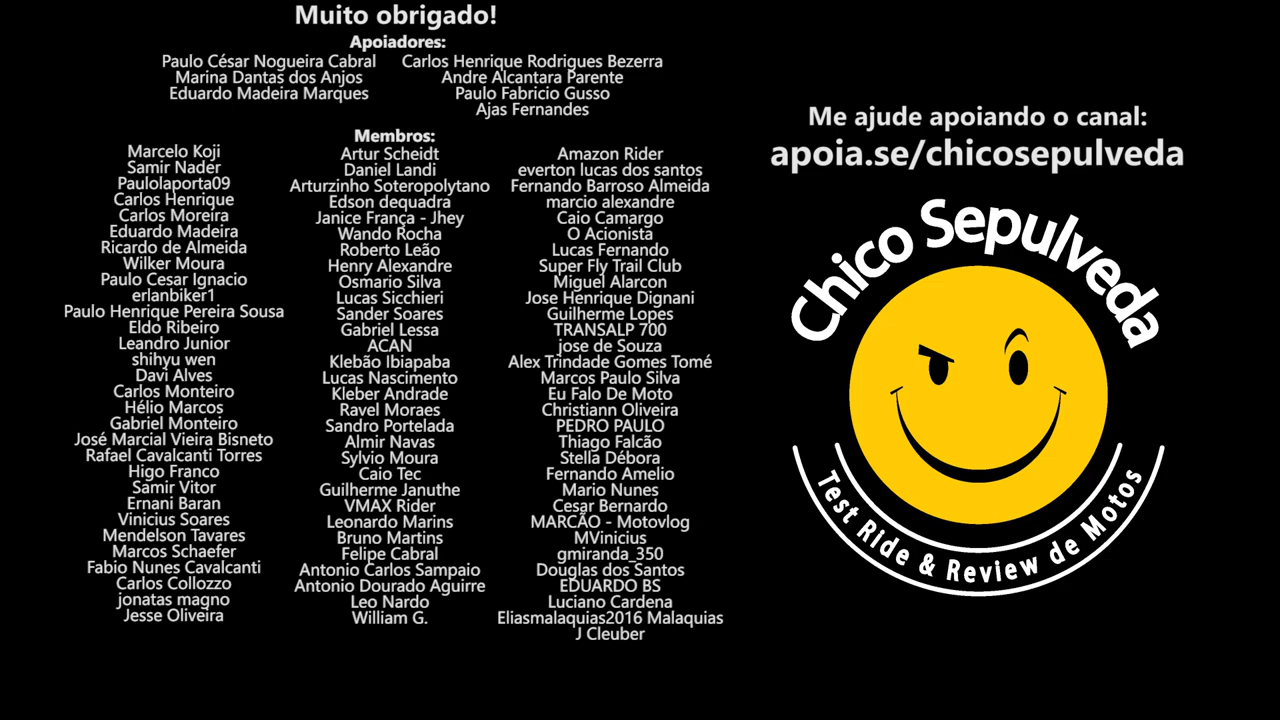 Muito obrigado!
Apoiadores:
Paulo César Nogueira Cabral
Marina Dantas dos Anjos
Eduardo Madeira Marques
Carlos Henrique Rodrigues Bezerra
Andre Alcantara Parente
Paulo Fabricio Gusso
Ajas Fernandes
Membros:
Marcelo Koji
Samir Nader
Paulolaporta09
Carlos Henrique
Carlos Moreira
Eduardo Madeira
Ricardo de Almeida
Wilker Moura
Paulo Cesar Ignacio
erlanbiker1
Paulo Henrique Pereira Sousa
Eldo Ribeiro
Leandro Junior
shihyu wen
Davi Alves
Carlos Monteiro
Hélio Marcos
Gabriel Monteiro
José Marcial Vieira Bisneto
Rafael Cavalcanti Torres
Higo Franco
Samir Vitor
Ernani Baran
Vinicius Soares
Mendelson Tavares
Marcos Schaefer
Fabio Nunes Cavalcanti
Carlos Collozzo
jonatas magno
Jesse Oliveira
Artur Scheidt
Daniel Landi
Arturzinho Soteropolytano
Edson dequadra
Janice França - Jhey
Wando Rocha
Roberto Leão
Henry Alexandre
Osmario Silva
Lucas Sicchieri
Sander Soares
Gabriel Lessa
ACAN
Klebão Ibiapaba
Lucas Nascimento
Kleber Andrade
Ravel Moraes
Sandro Portelada
Almir Navas
Sylvio Moura
Caio Tec
Guilherme Januthe
VMAX Rider
Leonardo Marins
Bruno Martins
Felipe Cabral
Antonio Carlos Sampaio
Antonio Dourado Aguirre
Leo Nardo
William G.
Amazon Rider
everton lucas dos santos
Fernando Barroso Almeida
marcio alexandre
Caio Camargo
O Acionista
Lucas Fernando
Super Fly Trail Club
Miguel Alarcon
Jose Henrique Dignani
Guilherme Lopes
TRANSALP 700
jose de Souza
Alex Trindade Gomes Tomé
Marcos Paulo Silva
Eu Falo De Moto
Christiann Oliveira
PEDRO PAULO
Thiago Falcão
Stella Débora
Fernando Amelio
Mario Nunes
Cesar Bernardo
MARCÃO - Motovlog
MVinicius
gmiranda_350
Douglas dos Santos
EDUARDO BS
Luciano Cardena
Eliasmalaquias2016 Malaquias
J Cleuber
Me ajude apoiando o canal:
apoia.se/chicosepulveda
Chico Sepulveda
Test Ride & Review de Motos